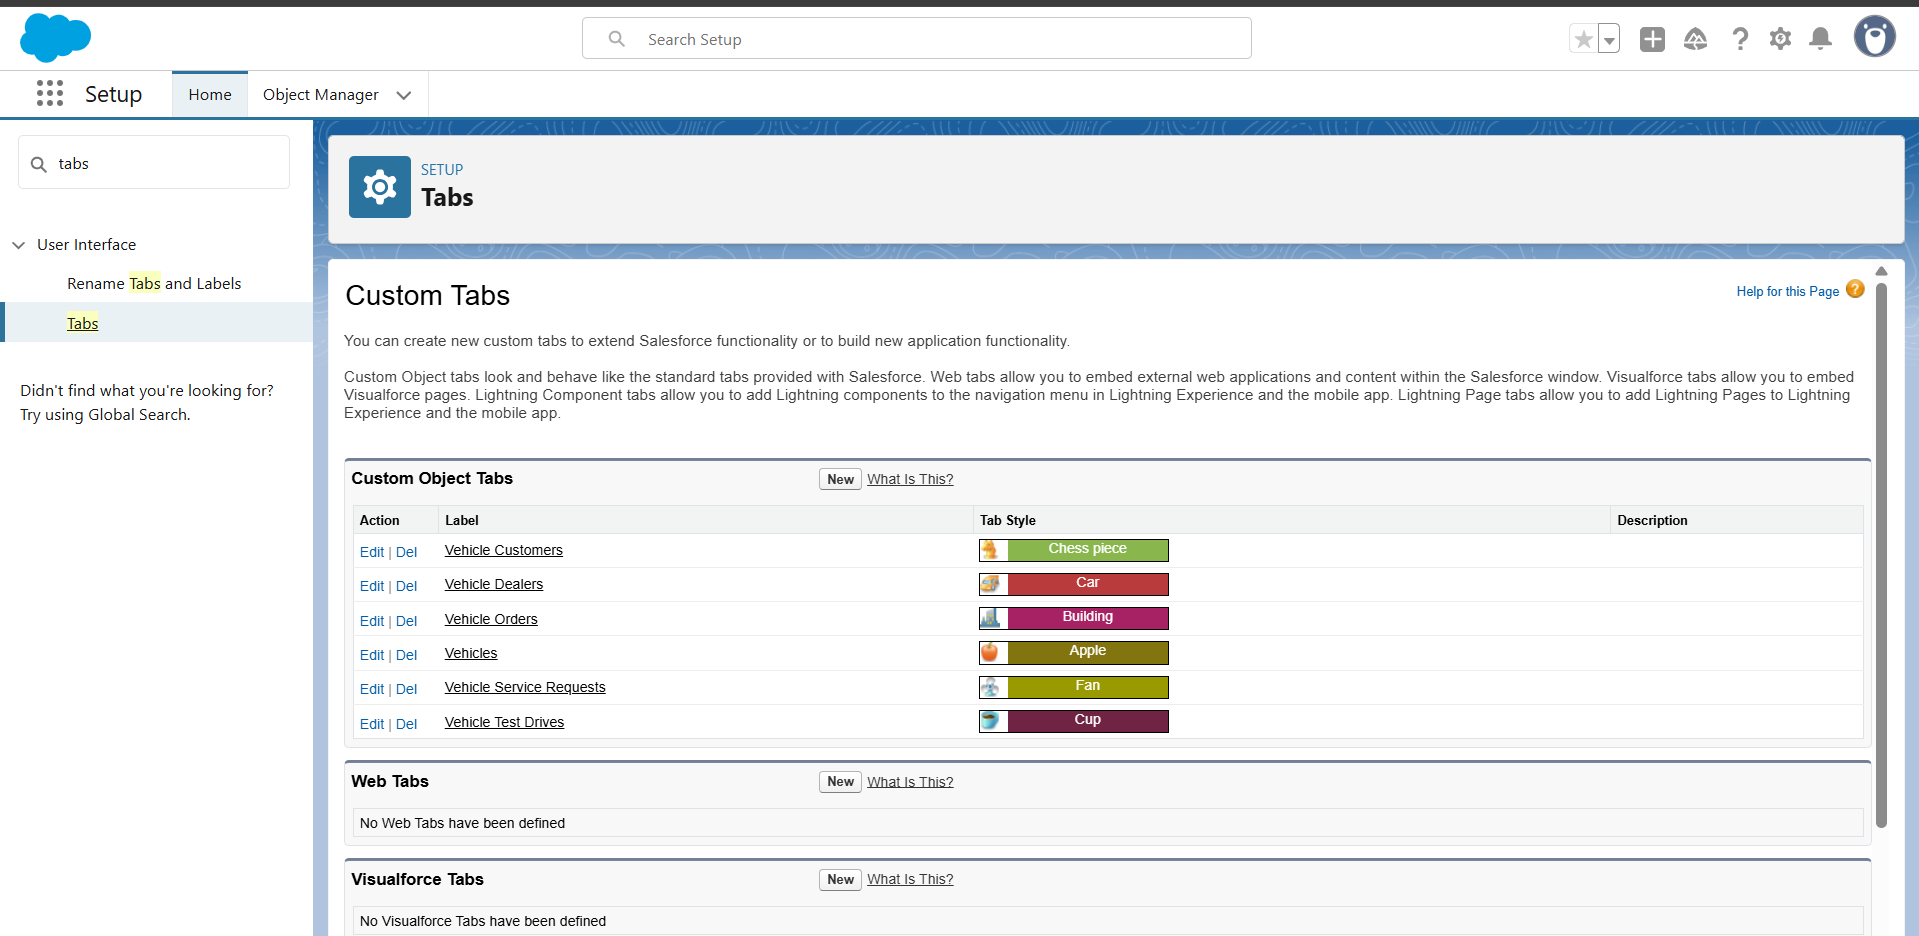 Search Setup
Setup
Home
Object Manager
tabs
User Interface
Rename Tabs and Labels
Tabs
Didn't find what you're looking for?
Try using Global Search.
SETUP
Tabs
Custom Tabs
Help for this Page ?
You can create new custom tabs to extend Salesforce functionality or to build new application functionality.
Custom Object tabs look and behave like the standard tabs provided with Salesforce. Web tabs allow you to embed external web applications and content within the Salesforce window. Visualforce tabs allow you to embed
Visualforce pages. Lightning Component tabs allow you to add Lightning components to the navigation menu in Lightning Experience and the mobile app. Lightning Page tabs allow you to add Lightning Pages to Lightning
Experience and the mobile app.
Custom Object Tabs New What Is This?
Action Label Tab Style Description
Edit | Del Vehicle Customers Chess piece
Edit | Del Vehicle Dealers Car
Edit | Del Vehicle Orders Building
Edit | Del Vehicles Apple
Edit | Del Vehicle Service Requests Fan
Edit | Del Vehicle Test Drives Cup
Web Tabs New What Is This?
No Web Tabs have been defined
Visualforce Tabs New What Is This?
No Visualforce Tabs have been defined